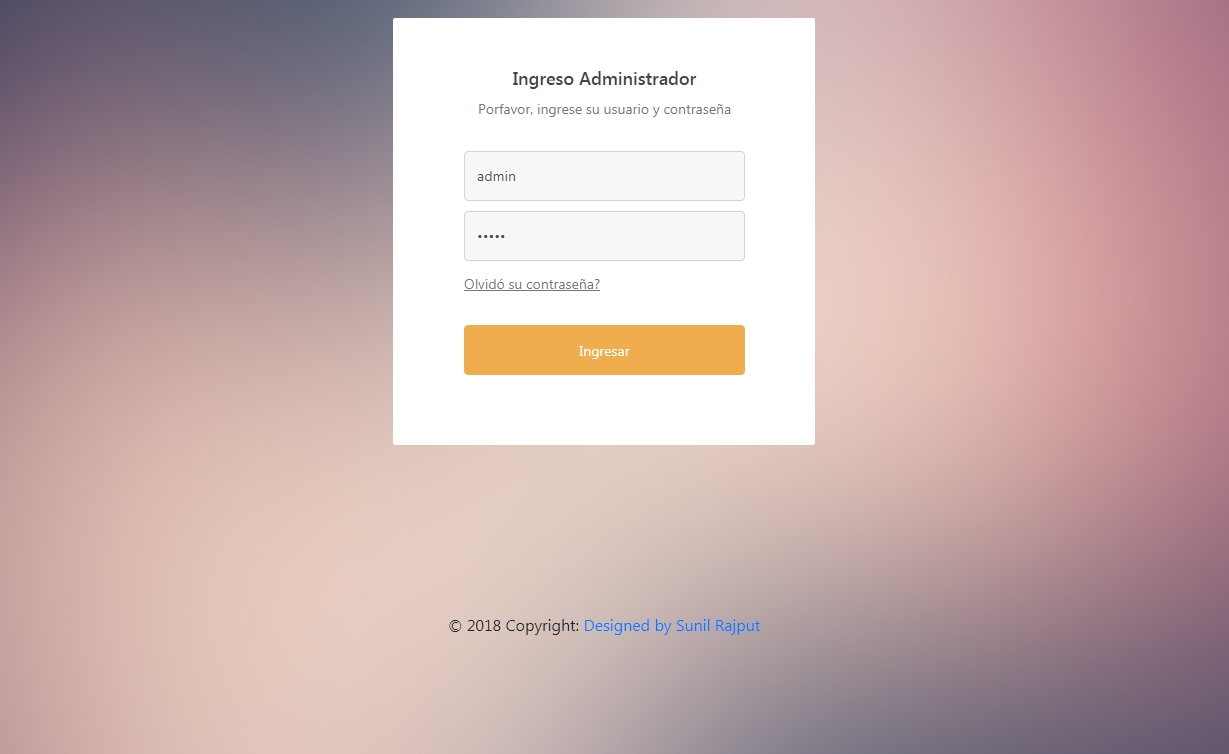 Ingreso Administrador
Porfavor, ingrese su usuario y contraseña
admin
•••••
Olvidó su contraseña?
Ingresar
© 2018 Copyright: Designed by Sunil Rajput